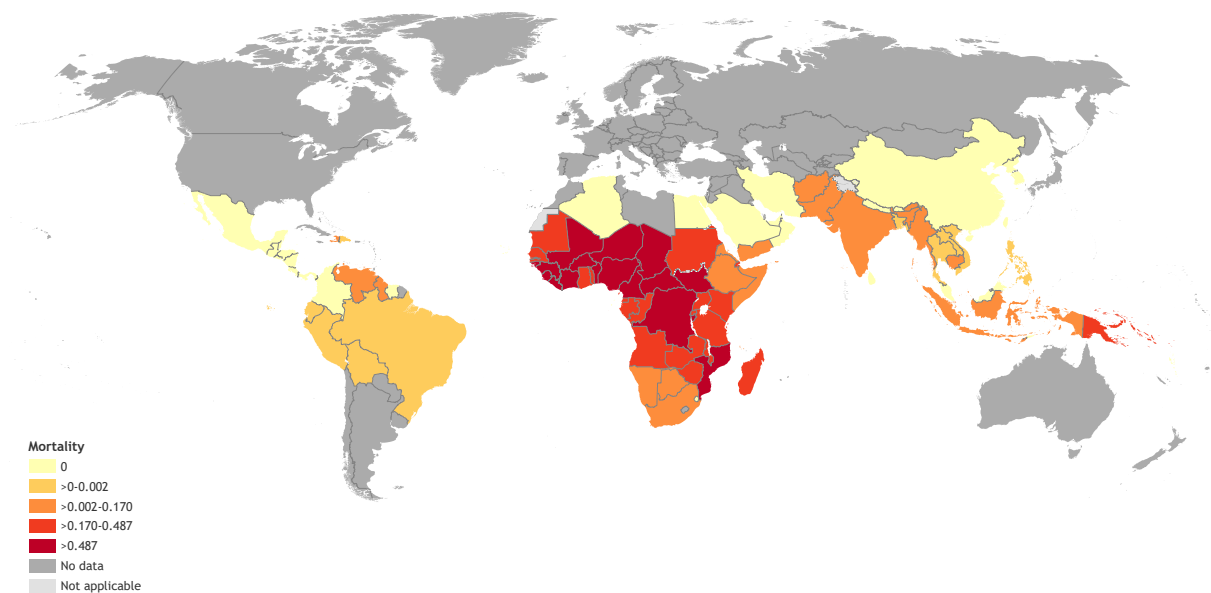 Mortality
0
>0-0.002
>0.002-0.170
>0.170-0.487
>0.487
No data
Not applicable